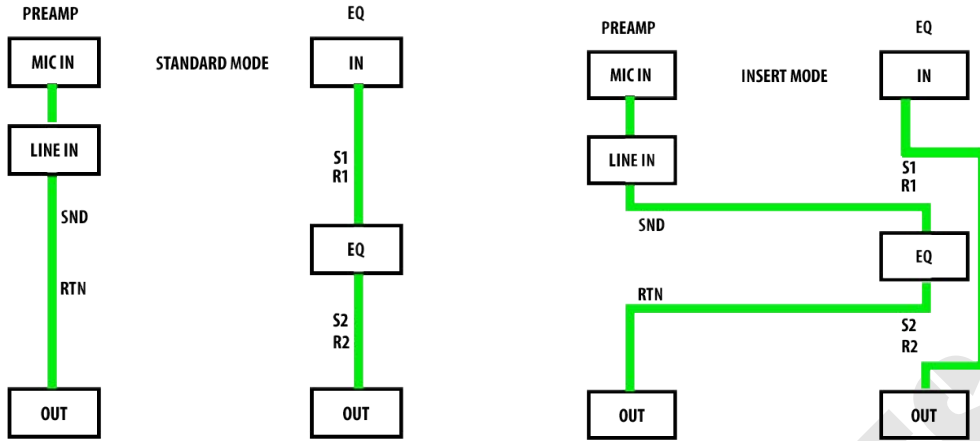 PREAMP
EQ
MIC IN
STANDARD MODE
IN
LINE IN
S1
R1
SND
EQ
RTN
S2
R2
OUT
OUT
PREAMP
EQ
MIC IN
INSERT MODE
IN
LINE IN
S1
R1
SND
EQ
RTN
S2
R2
OUT
OUT